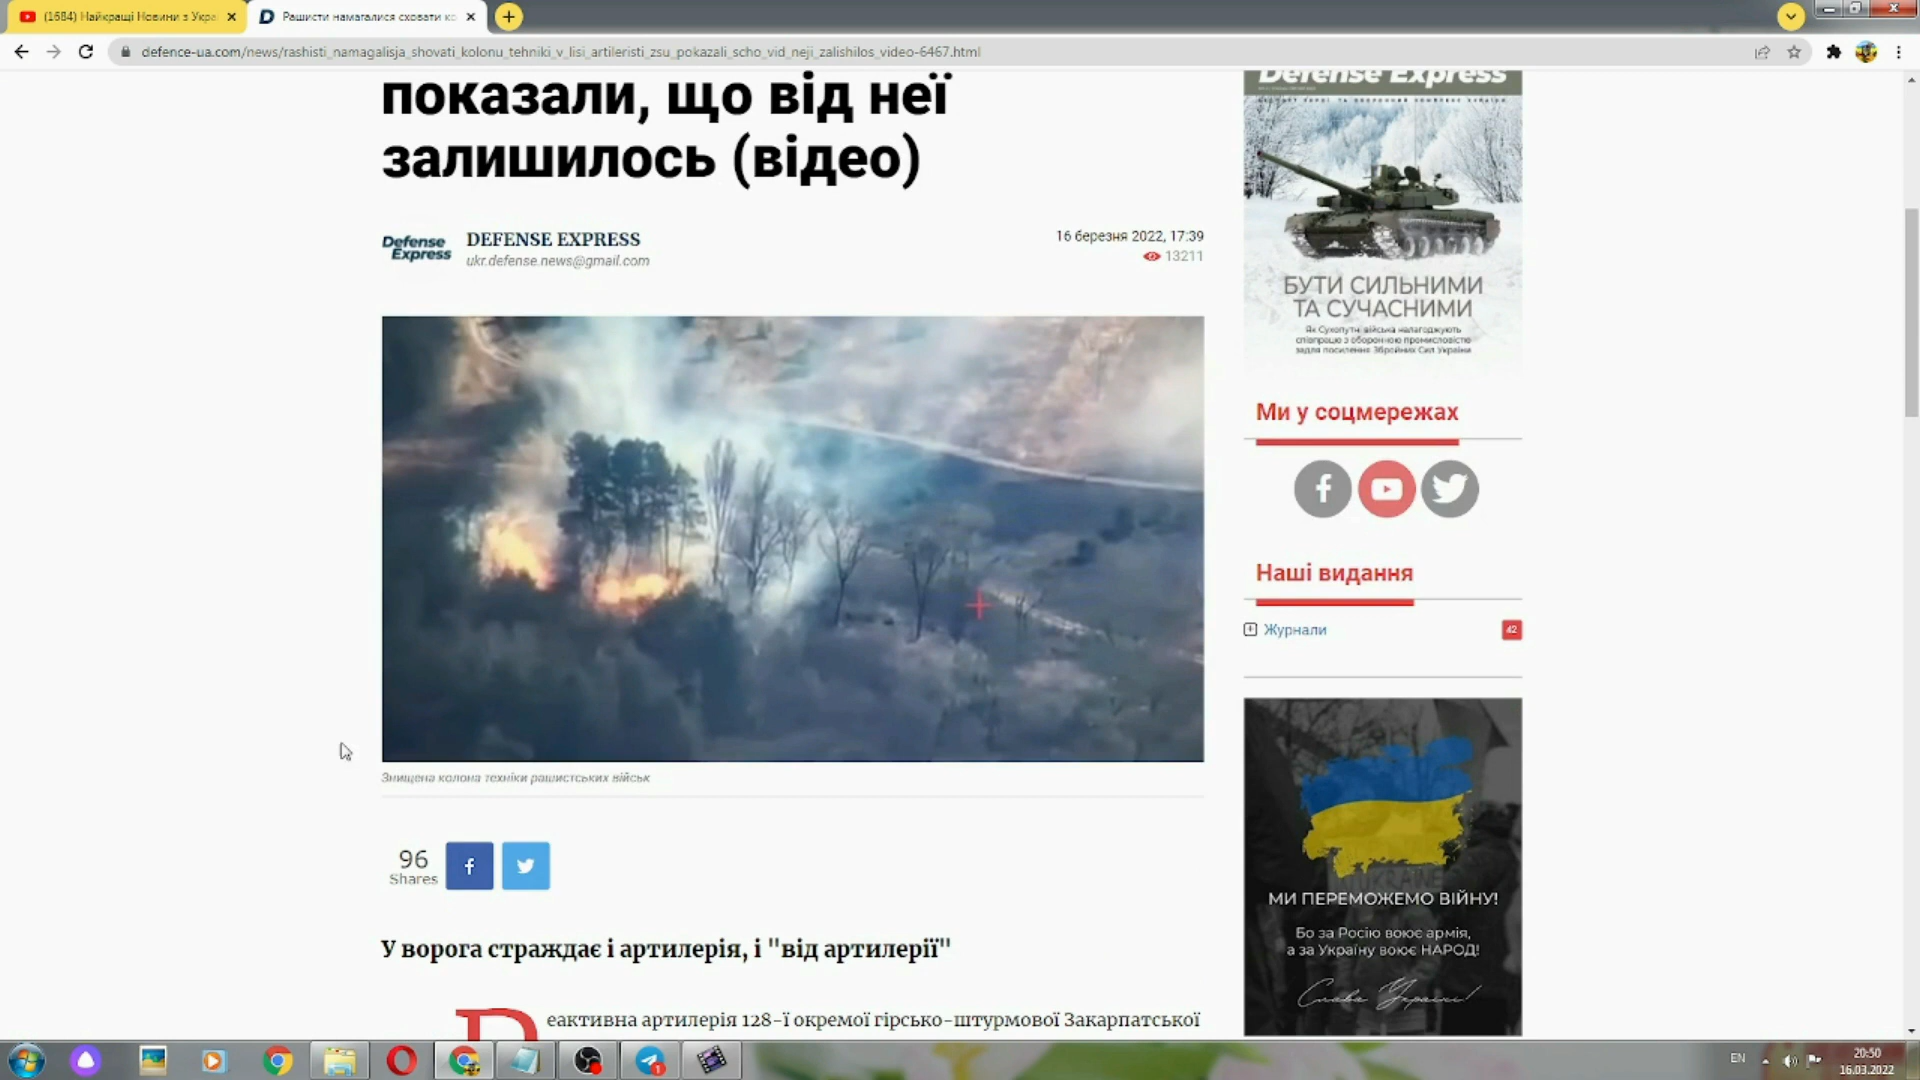 (1684) Найкращі Новини з Укра
Рашисти намагалися сховати ко
defence-ua.com/news/rashisti_namagalisja_shovati_kolonu_tehniki_v_lisi_artileristi_zsu_pokazali_scho_vid_neji_zalishilos_video-6467.html
показали, що від неї
залишилось (відео)
Defense
Express
DEFENSE EXPRESS
ukr.defense.news@gmail.com
16 березня 2022, 17:39
13211
Знищена колона техніки рашистських військ
96
Shares
У ворога страждає і артилерія, і "від артилерії"
Реактивна артилерія 128-ї окремої гірсько-штурмової Закарпатської
Defense Express
БУТИ СИЛЬНИМИ
ТА СУЧАСНИМИ
Як Сухопутні війська налагоджують
співпрацю з оборонною промисловістю
задля посилення Збройних Сил України
Ми у соцмережах
Наші видання
Журнали
42
UKRAINE
МИ ПЕРЕМОЖЕМО ВІЙНУ!
Бо за Росію воює армія,
а за Україну воює НАРОД!
Слава Україні!
EN
20:50
16.03.2022